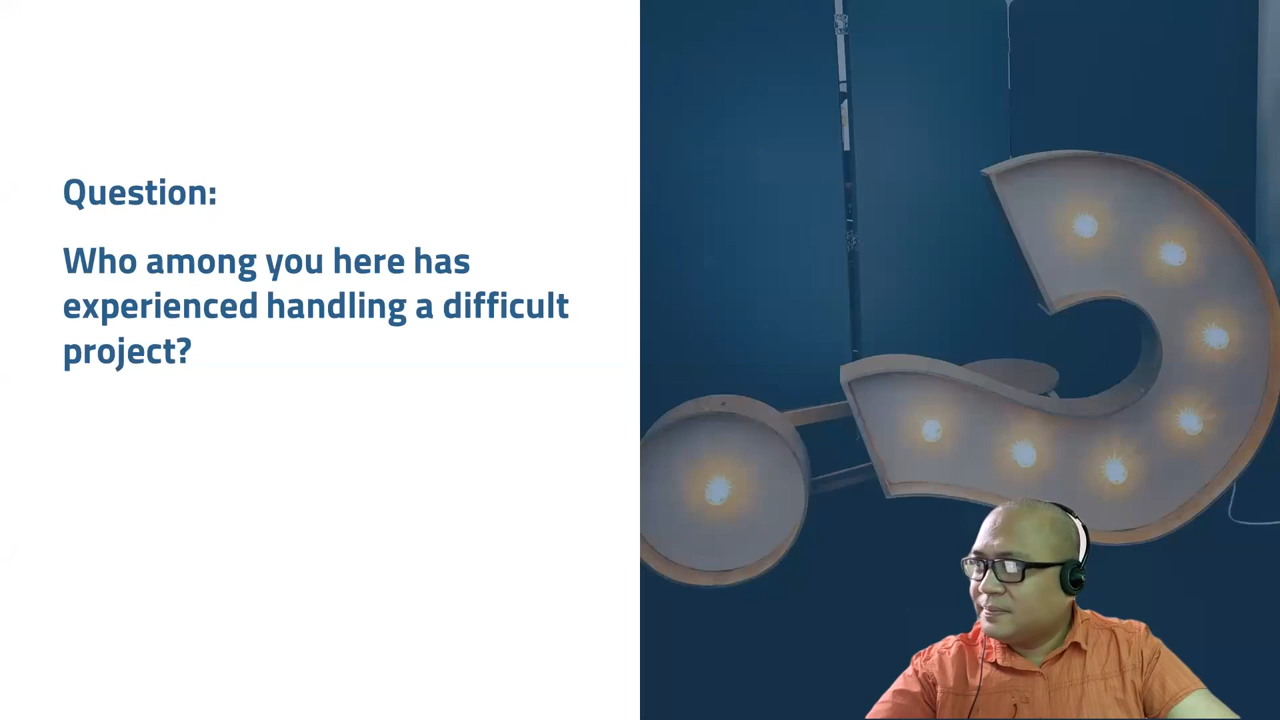 Question:
Who among you here has
experienced handling a difficult
project?